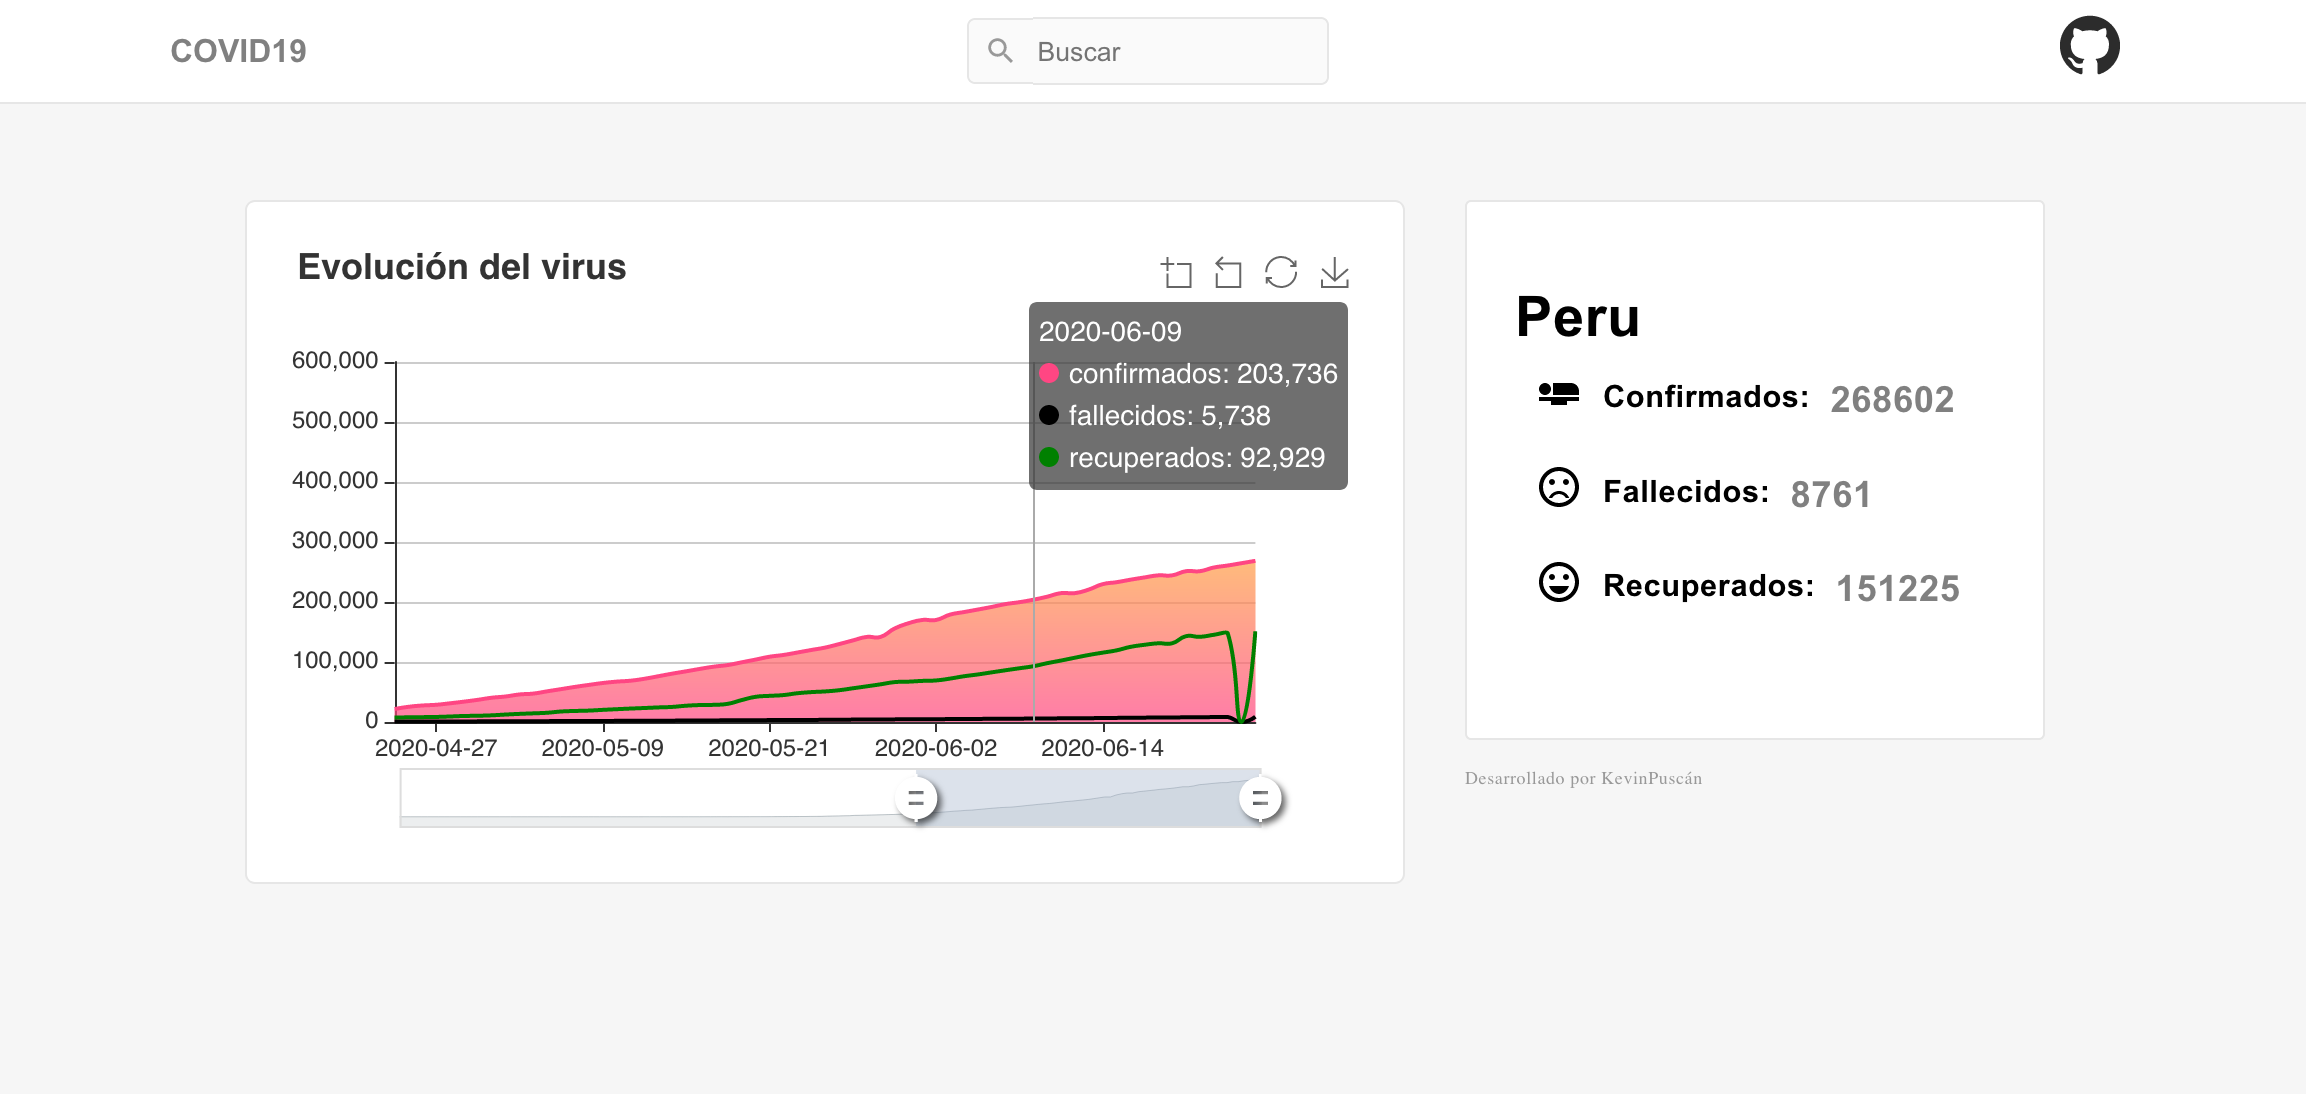 COVID19
Buscar
Evolución del virus
2020-06-09
confirmados: 203,736
fallecidos: 5,738
recuperados: 92,929
600,000
500,000
400,000
300,000
200,000
100,000
0
2020-04-27
2020-05-09
2020-05-21
2020-06-02
2020-06-14
Peru
Confirmados: 268602
Fallecidos: 8761
Recuperados: 151225
Desarrollado por KevinPuscán